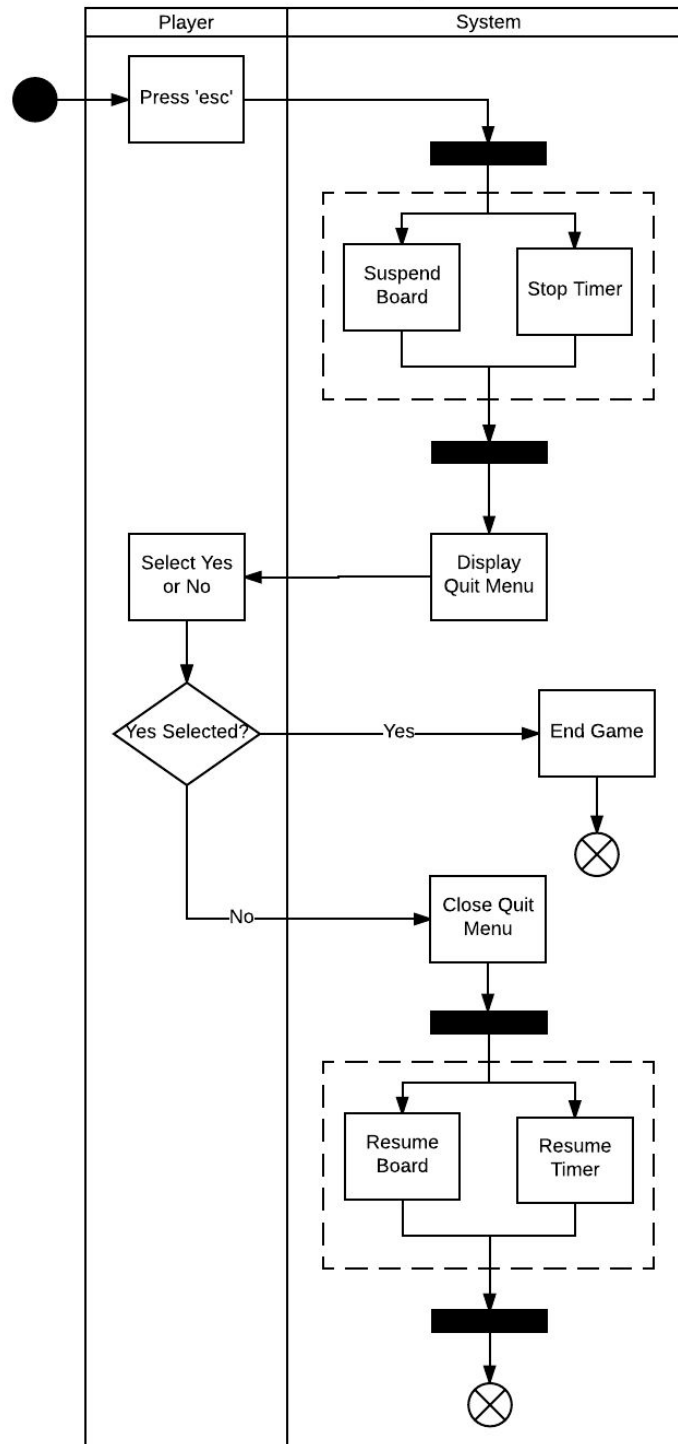 Player
System
Press 'esc'
Suspend
Board
Stop Timer
Select Yes
or No
Display
Quit Menu
Yes Selected?
Yes
End Game
Close Quit
Menu
No
Resume
Board
Resume
Timer